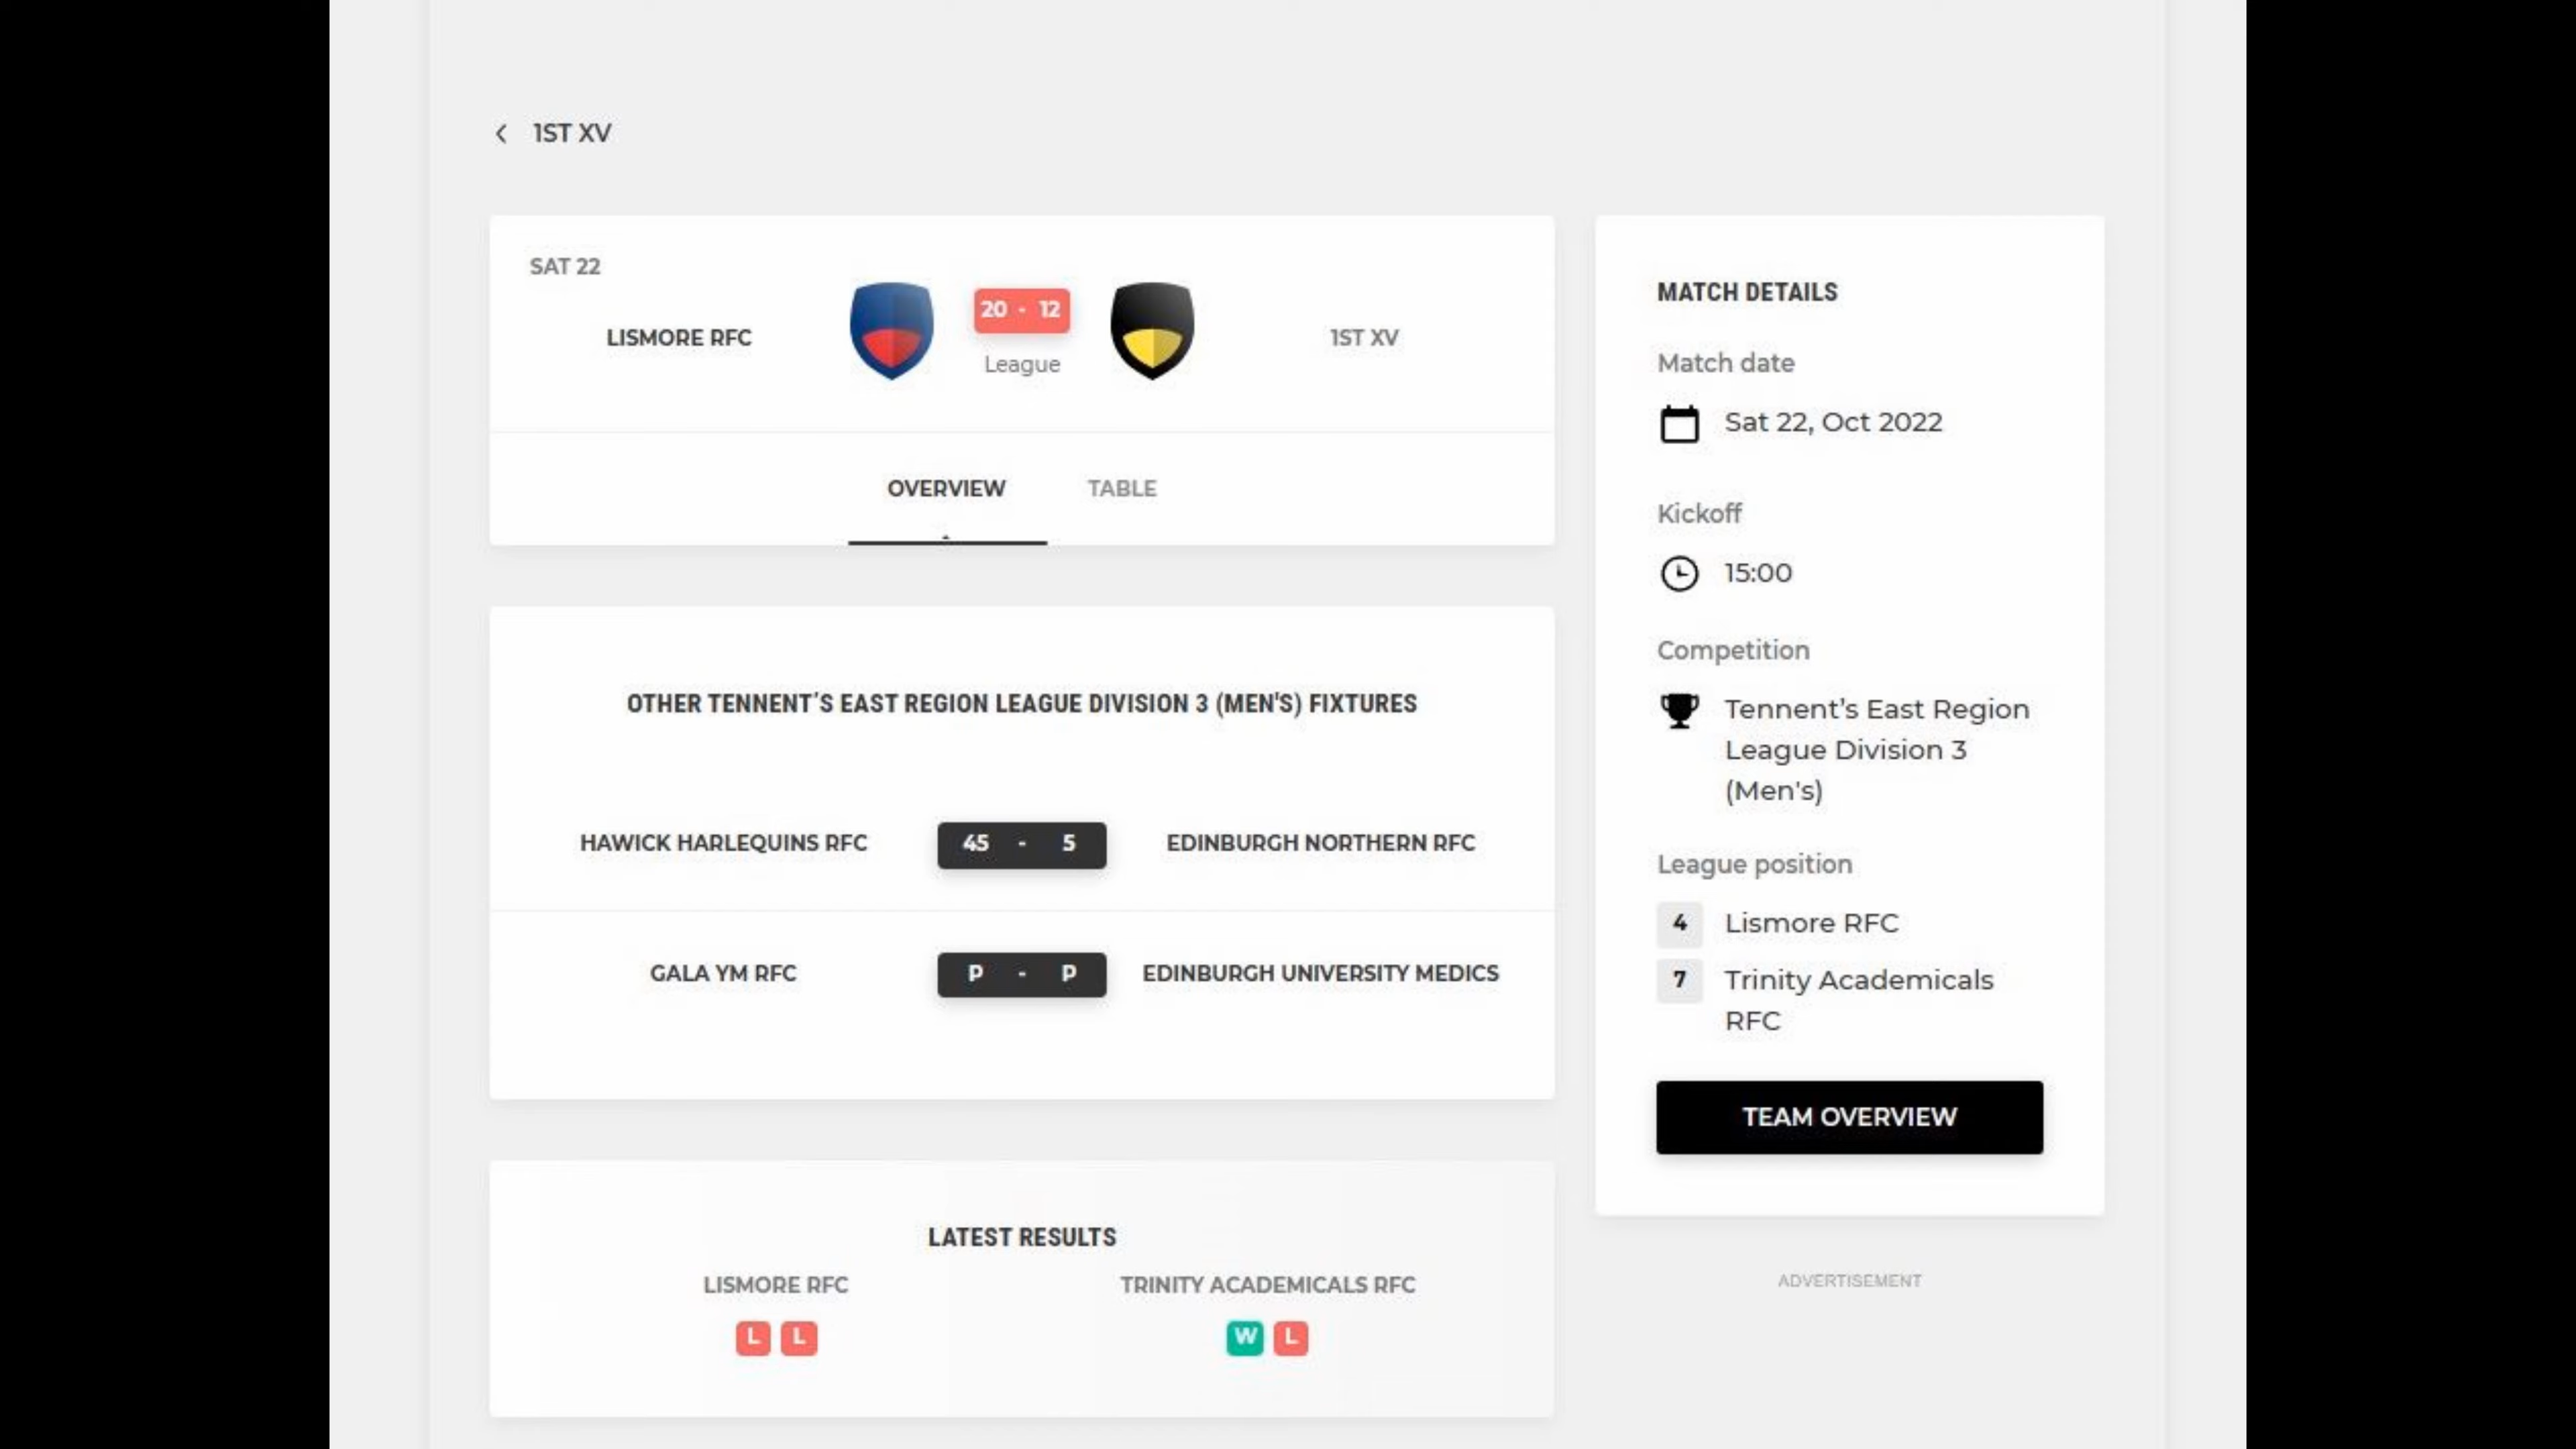 1ST XV
SAT 22
LISMORE RFC
20 - 12
League
1ST XV
OVERVIEW
TABLE
OTHER TENNENT'S EAST REGION LEAGUE DIVISION 3 (MEN'S) FIXTURES
HAWICK HARLEQUINS RFC 45 - 5 EDINBURGH NORTHERN RFC
GALA YM RFC P - P EDINBURGH UNIVERSITY MEDICS
LATEST RESULTS
LISMORE RFC
L L
TRINITY ACADEMICALS RFC
W L
MATCH DETAILS
Match date
Sat 22, Oct 2022
Kickoff
15:00
Competition
Tennent's East Region
League Division 3
(Men's)
League position
4 Lismore RFC
7 Trinity Academicals
RFC
TEAM OVERVIEW
ADVERTISEMENT